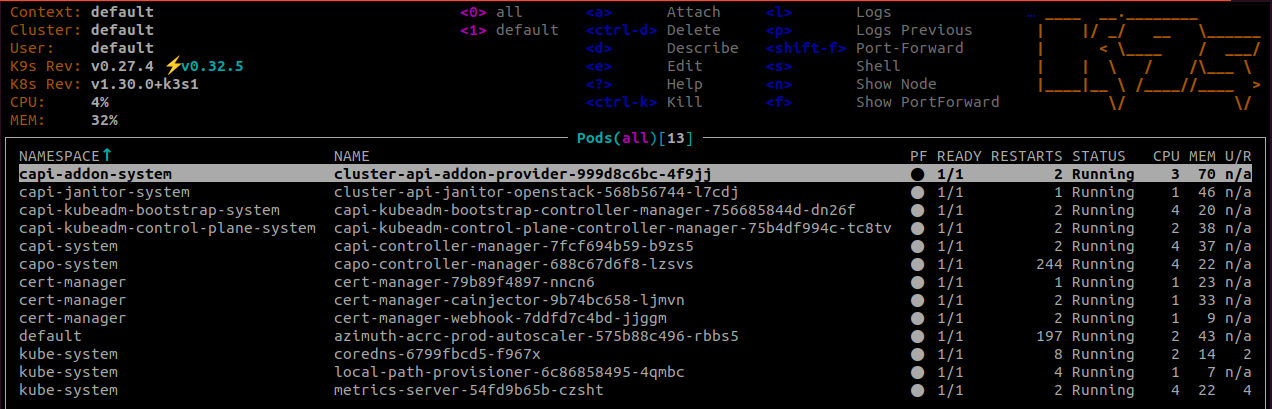 Context: default <0> all <a> Attach <l> Logs
Cluster: default <1> default <ctrl-d> Delete <p> Logs Previous
User: default <d> Describe <shift-f> Port-Forward
K9s Rev: v0.27.4 ⚡v0.32.5 <e> Edit <s> Shell
K8s Rev: v1.30.0+k3s1 <?> Help <n> Show Node
CPU: 4% <ctrl-k> Kill <f> Show PortForward
MEM: 32%
Pods(all)[13]
NAMESPACE↑ NAME PF READY RESTARTS STATUS CPU MEM U/R
capi-addon-system cluster-api-addon-provider-999d8c6bc-4f9jj ● 1/1 2 Running 3 70 n/a
capi-janitor-system cluster-api-janitor-openstack-568b56744-l7cdj ● 1/1 1 Running 1 46 n/a
capi-kubeadm-bootstrap-system capi-kubeadm-bootstrap-controller-manager-756685844d-dn26f ● 1/1 2 Running 4 20 n/a
capi-kubeadm-control-plane-system capi-kubeadm-control-plane-controller-manager-75b4df994c-tc8tv ● 1/1 2 Running 2 38 n/a
capi-system capi-controller-manager-7fcf694b59-b9zs5 ● 1/1 2 Running 4 37 n/a
capo-system capo-controller-manager-688c67d6f8-lzsvs ● 1/1 244 Running 4 22 n/a
cert-manager cert-manager-79b89f4897-nncn6 ● 1/1 1 Running 1 23 n/a
cert-manager cert-manager-cainjector-9b74bc658-ljmvn ● 1/1 2 Running 1 33 n/a
cert-manager cert-manager-webhook-7ddfd7c4bd-jjggm ● 1/1 2 Running 1 9 n/a
default azimuth-acrc-prod-autoscaler-575b88c496-rbbs5 ● 1/1 197 Running 2 43 n/a
kube-system coredns-6799fbcd5-f967x ● 1/1 8 Running 2 14 2
kube-system local-path-provisioner-6c86858495-4qmbc ● 1/1 4 Running 1 7 n/a
kube-system metrics-server-54fd9b65b-czsht ● 1/1 2 Running 4 22 4